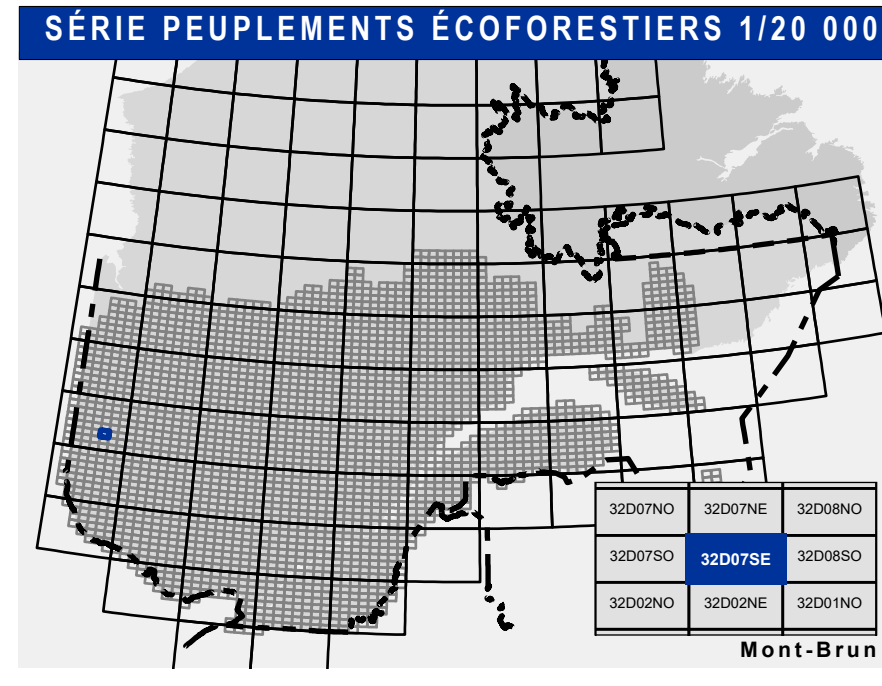 SÉRIE PEUPLEMENTS ÉCOFORESTIERS 1/20 000
32D07NO 32D07NE 32D08NO
32D07SO 32D07SE 32D08SO
32D02NO 32D02NE 32D01NO
Mont-Brun